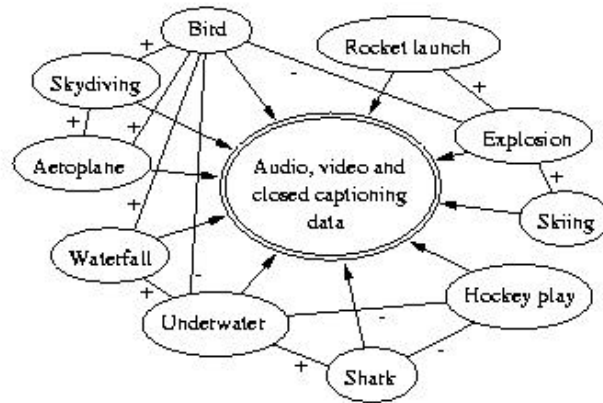 Bird
Rocket launch
+
-
+
Skydiving
+
+
Explosion
Aeroplane
Audio, video and
closed captioning
data
+
+
Skiing
Waterfall
-
+
Hockey play
Underwater
-
-
+
Shark